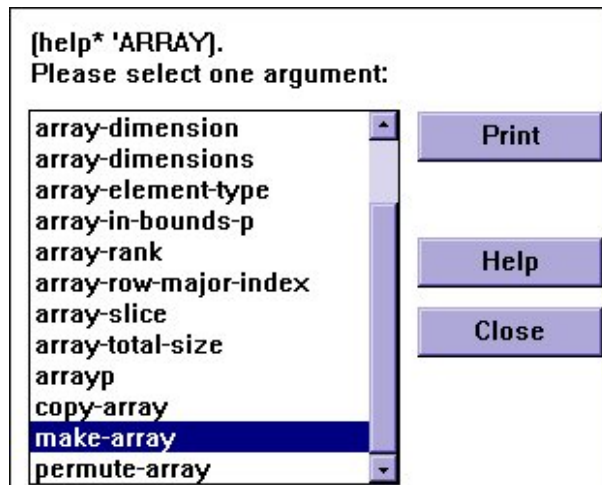 (help* 'ARRAY).
Please select one argument:
array-dimension
array-dimensions
array-element-type
array-in-bounds-p
array-rank
array-row-major-index
array-slice
array-total-size
arrayp
copy-array
make-array
permute-array
Print
Help
Close